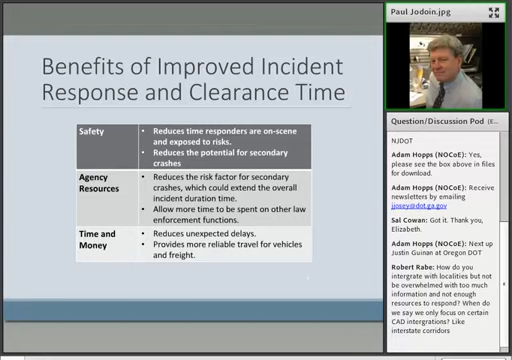 Paul Jodoin.jpg
Benefits of Improved Incident
Response and Clearance Time
Safety
• Reduces time responders are on-scene
and exposed to risks.
• Reduces the potential for secondary
crashes
Agency
Resources
• Reduces the risk factor for secondary
crashes, which could extend the overall
incident duration time.
• Allow more time to be spent on other law
enforcement functions.
Time and
Money
• Reduces unexpected delays.
• Provides more reliable travel for vehicles
and freight.
Question/Discussion Pod (E...
NJDOT
Adam Hopps (NOCoE): Yes,
please see the box above in files
for download.
Adam Hopps (NOCoE): Receive
newsletters by emailing
jjosey@dot.ga.gov
Sal Cowan: Got it. Thank you,
Elizabeth.
Adam Hopps (NOCoE): Next up
Justin Guinan at Oregon DOT
Robert Rabe: How do you
intergrate with localities but not
be overwhelmed with too much
information and not enough
resources to respond? When
do we say we only focus on certain
CAD intergrations? Like
interstate corridors